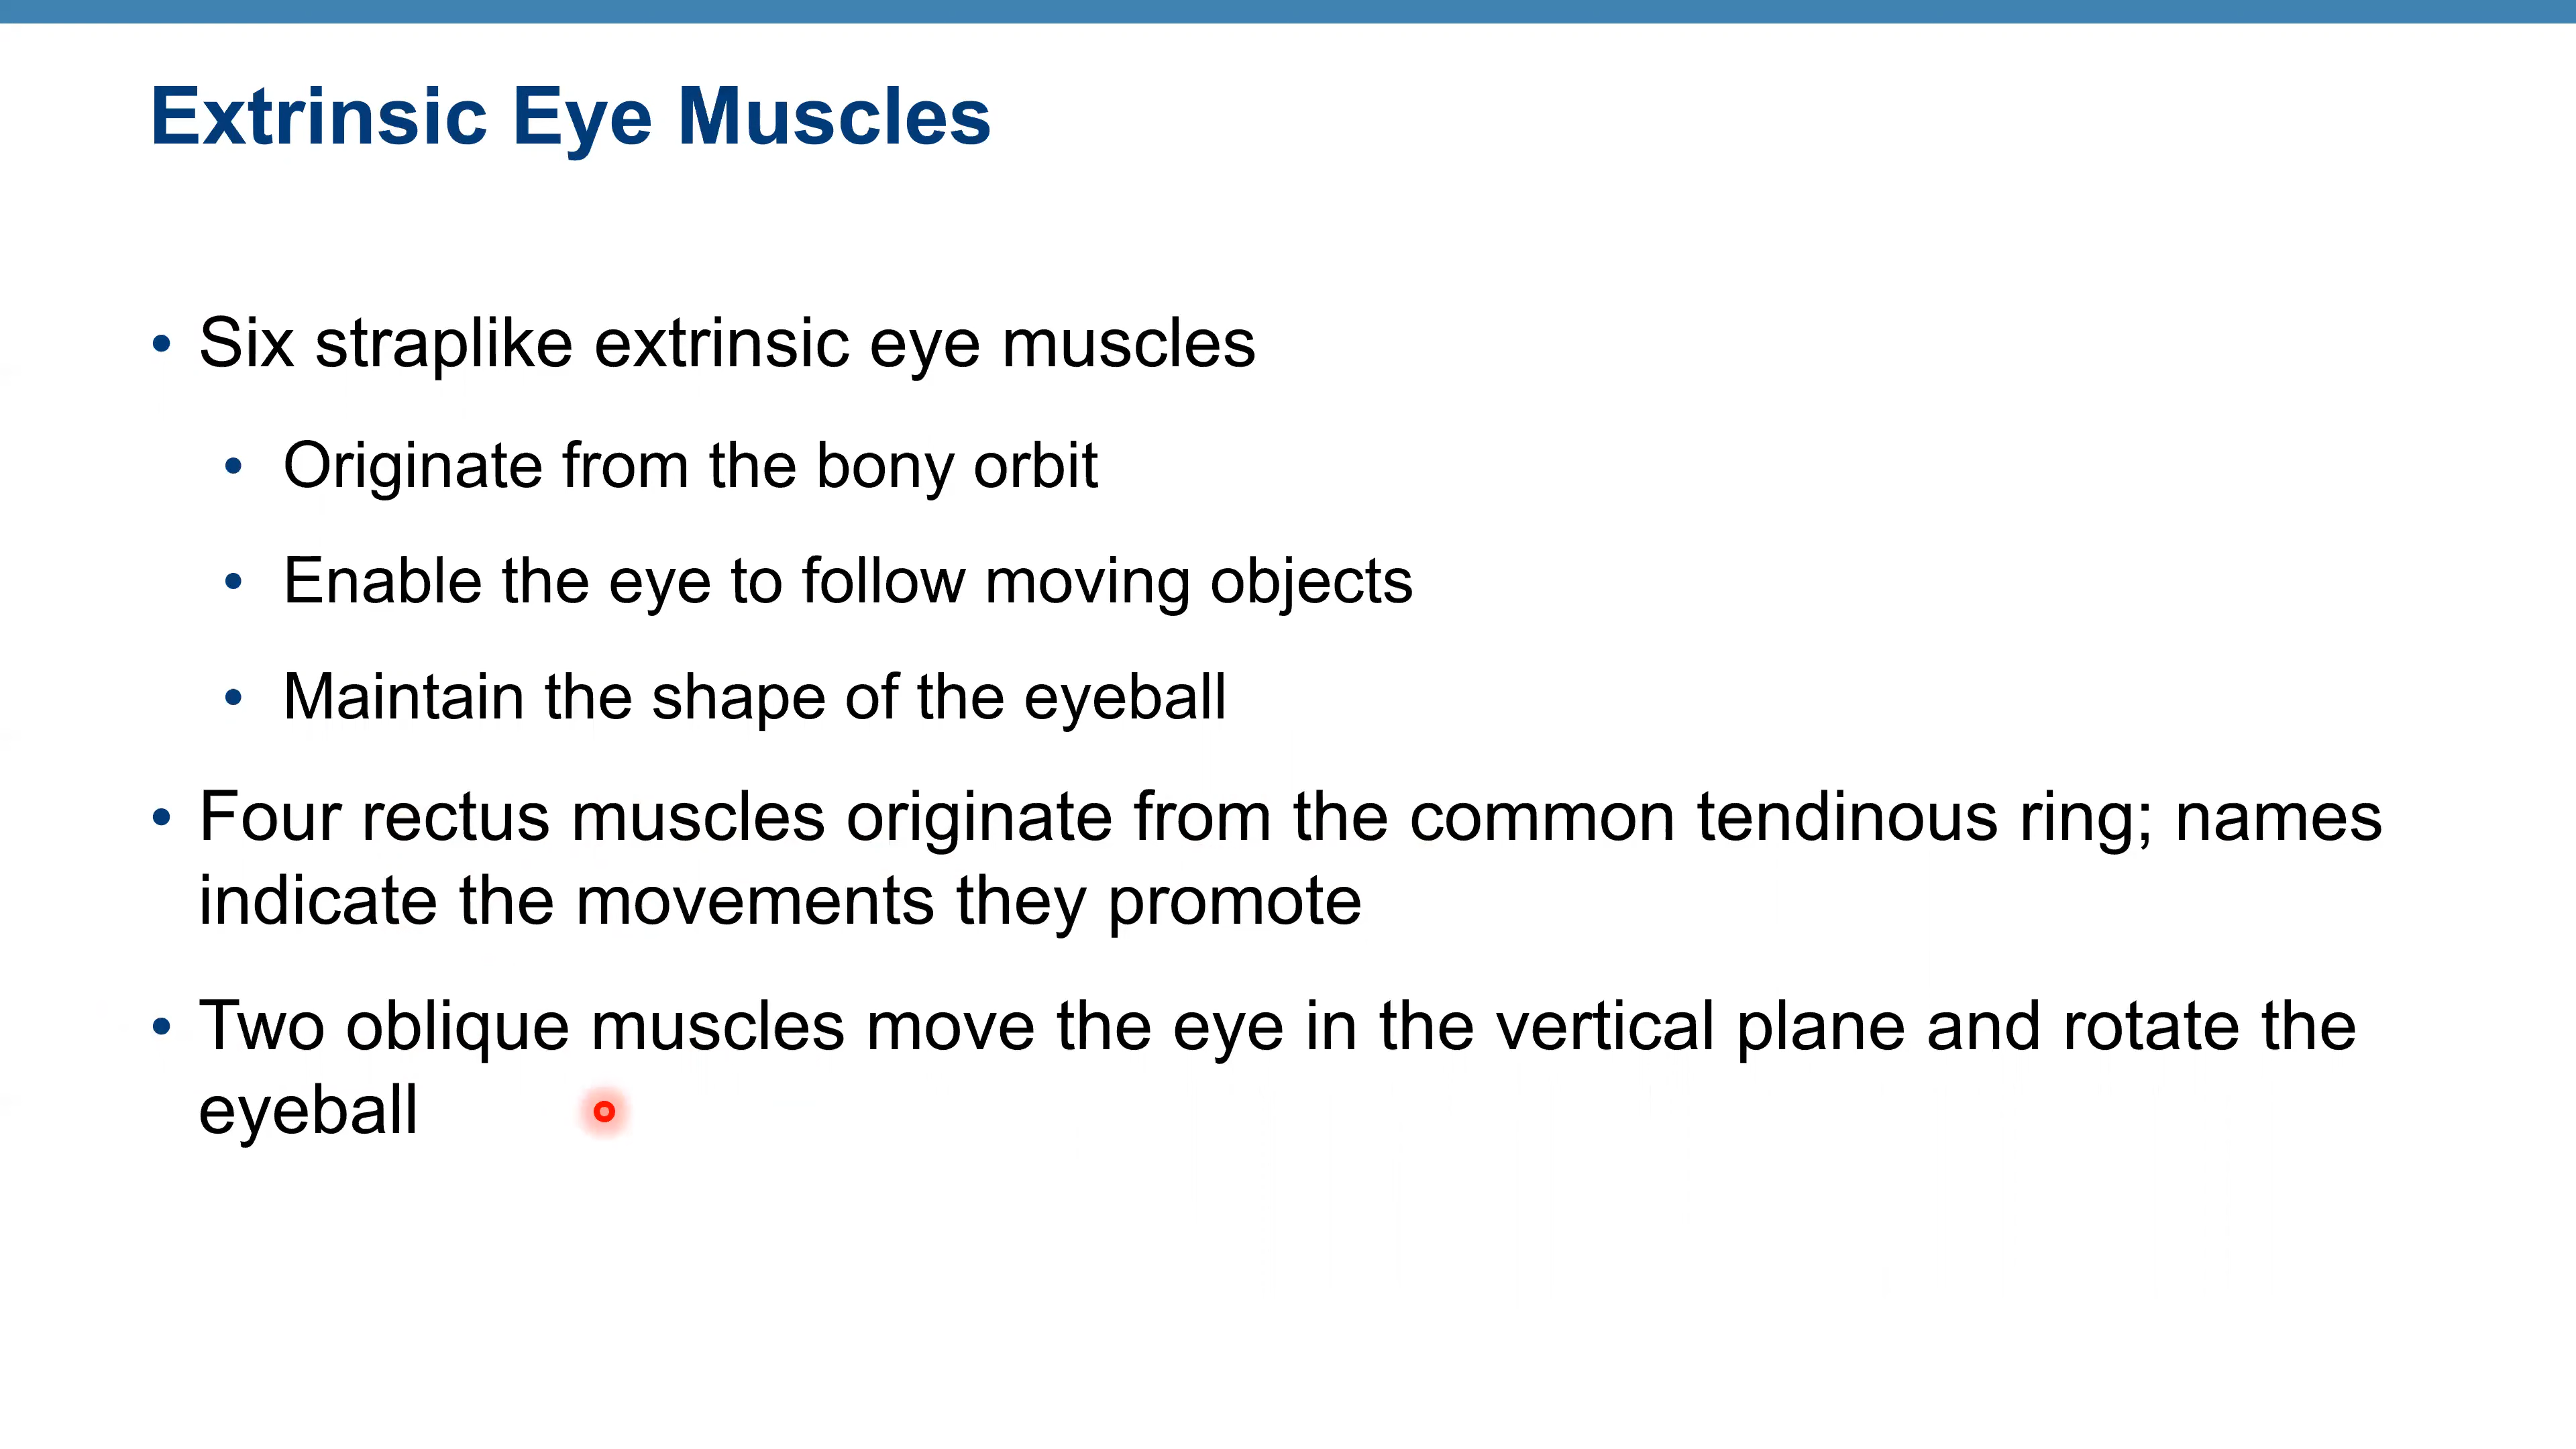 Extrinsic Eye Muscles
• Six straplike extrinsic eye muscles
• Originate from the bony orbit
• Enable the eye to follow moving objects
• Maintain the shape of the eyeball
• Four rectus muscles originate from the common tendinous ring; names
indicate the movements they promote
• Two oblique muscles move the eye in the vertical plane and rotate the
eyeball